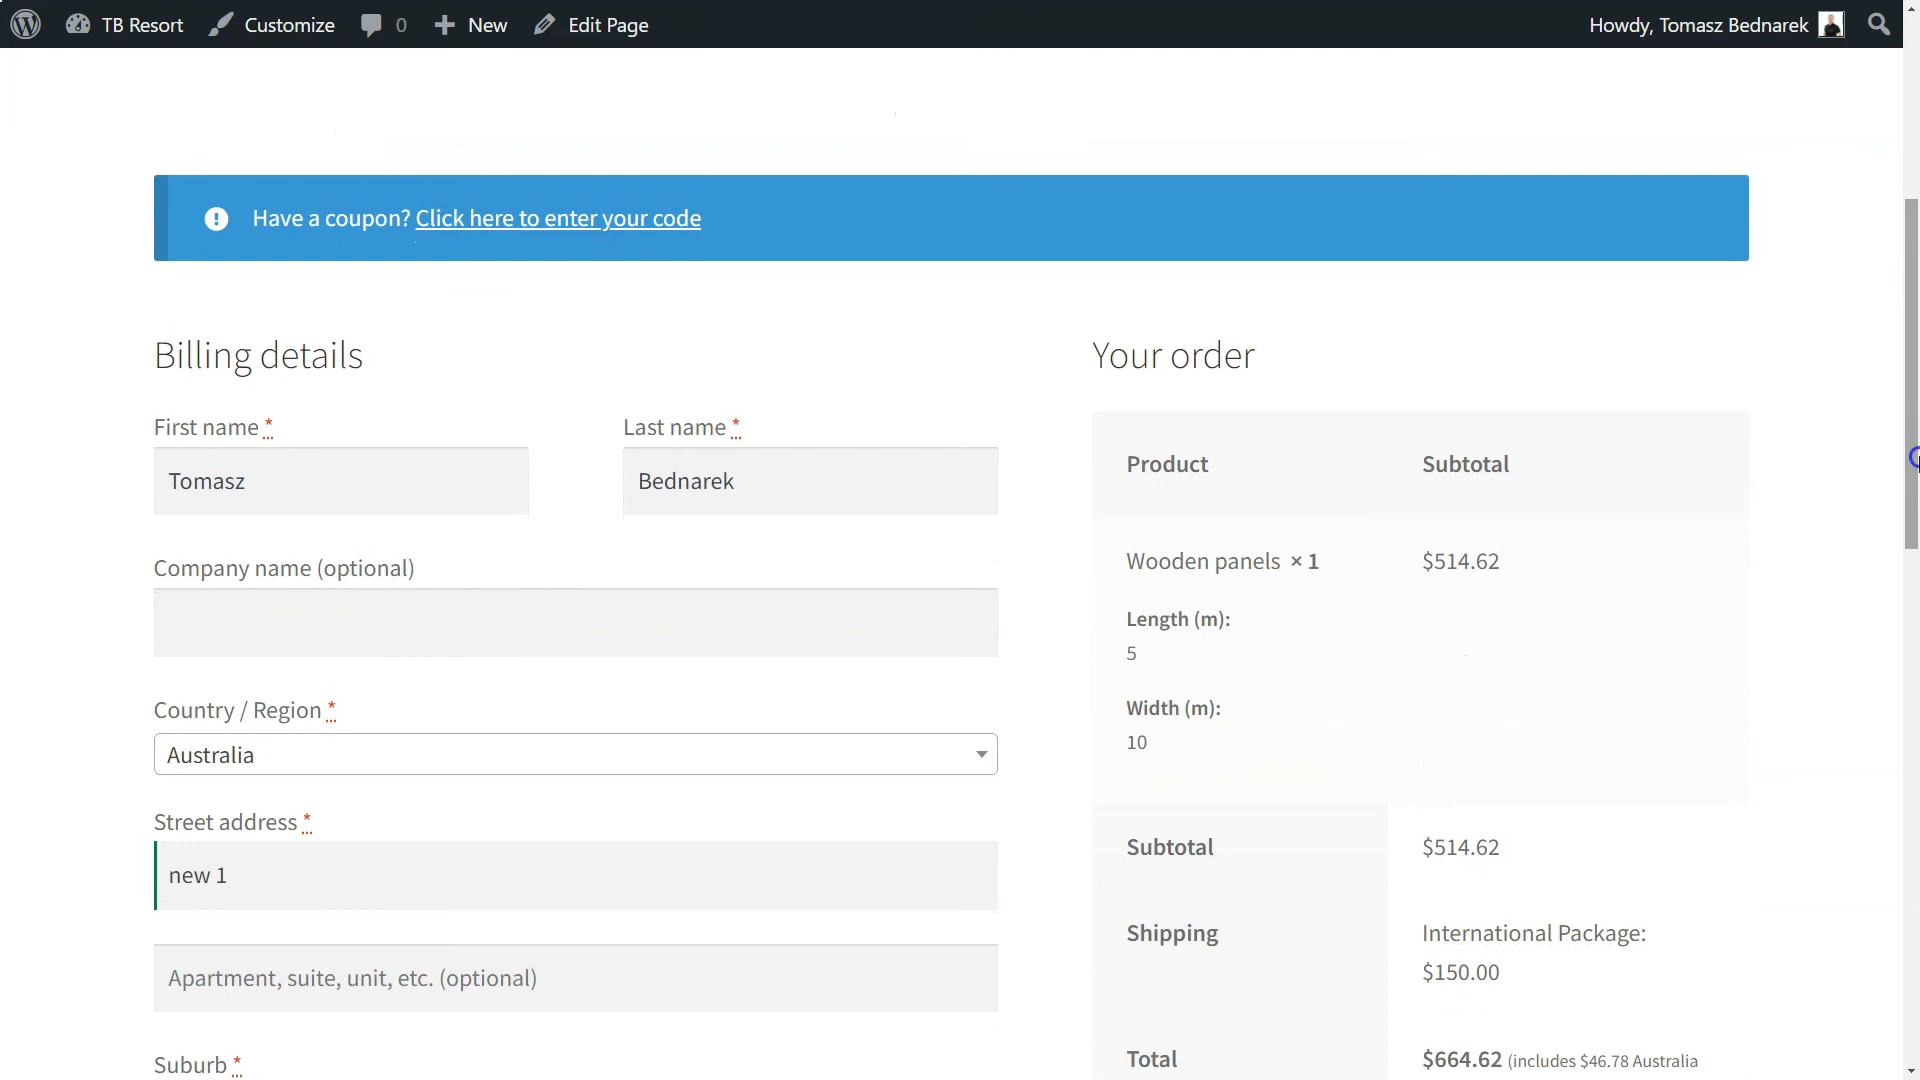 TB Resort Customize 0 New Edit Page Howdy, Tomasz Bednarek
Have a coupon? Click here to enter your code
Billing details
First name * Last name *
Tomasz Bednarek
Company name (optional)
Country / Region *
Australia
Street address *
new 1
Apartment, suite, unit, etc. (optional)
Suburb *
Your order
Product Subtotal
Wooden panels × 1 $514.62
Length (m):
5
Width (m):
10
Subtotal $514.62
Shipping International Package:
$150.00
Total $664.62 (includes $46.78 Australia